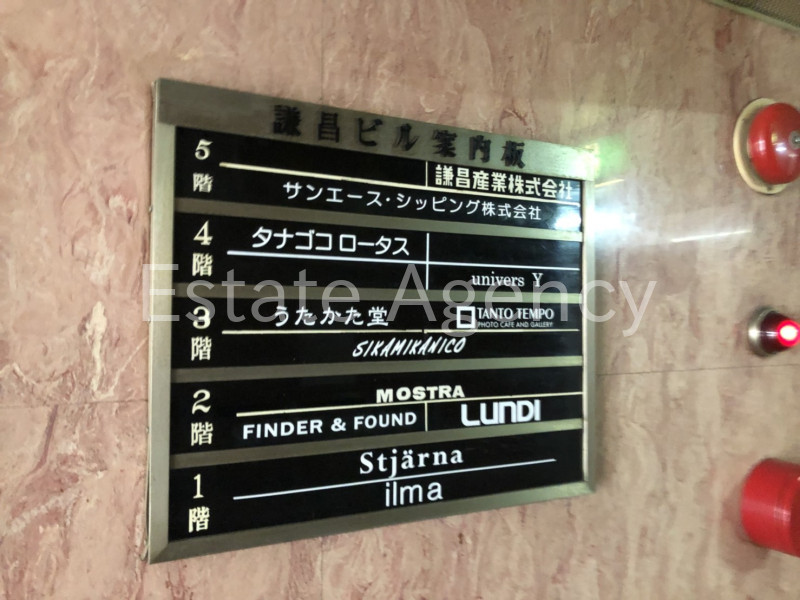 謙昌ビル案内板
5階
謙昌産業株式会社
サンエース・シッピング株式会社
4階
タナゴコロータス
univers Y
3階
うたかた堂
TANTO TEMPO
PHOTO CAFE AND GALLERY
SIKAMIKANICO
2階
MOSTRA
FINDER & FOUND
LUNDI
1階
Stjärna
ilma
Estate Agency